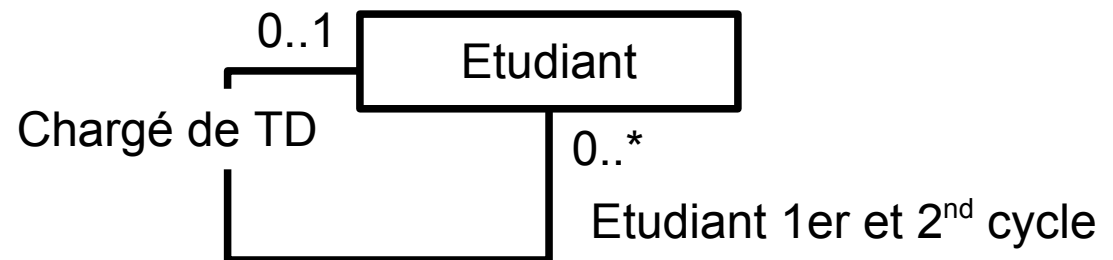 0..1
Etudiant
Chargé de TD
0..*
Etudiant 1er et 2nd cycle